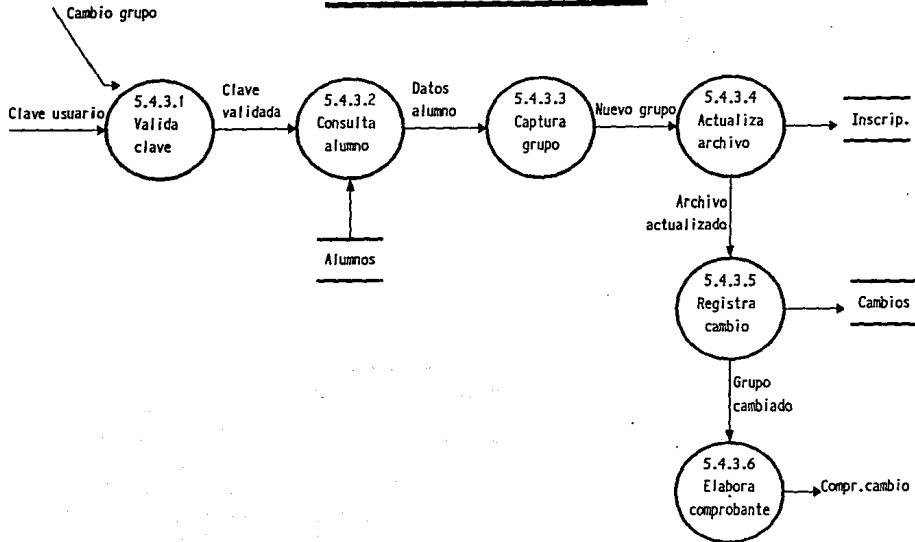 Cambio grupo
Clave usuario
5.4.3.1
Valida
clave
Clave
validada
5.4.3.2
Consulta
alumno
Datos
alumno
5.4.3.3
Captura
grupo
Nuevo grupo
5.4.3.4
Actualiza
archivo
Inscrip.
Alumnos
Archivo
actualizado
5.4.3.5
Registra
cambio
Cambios
Grupo
cambiado
5.4.3.6
Elabora
comprobante
Compr.cambio